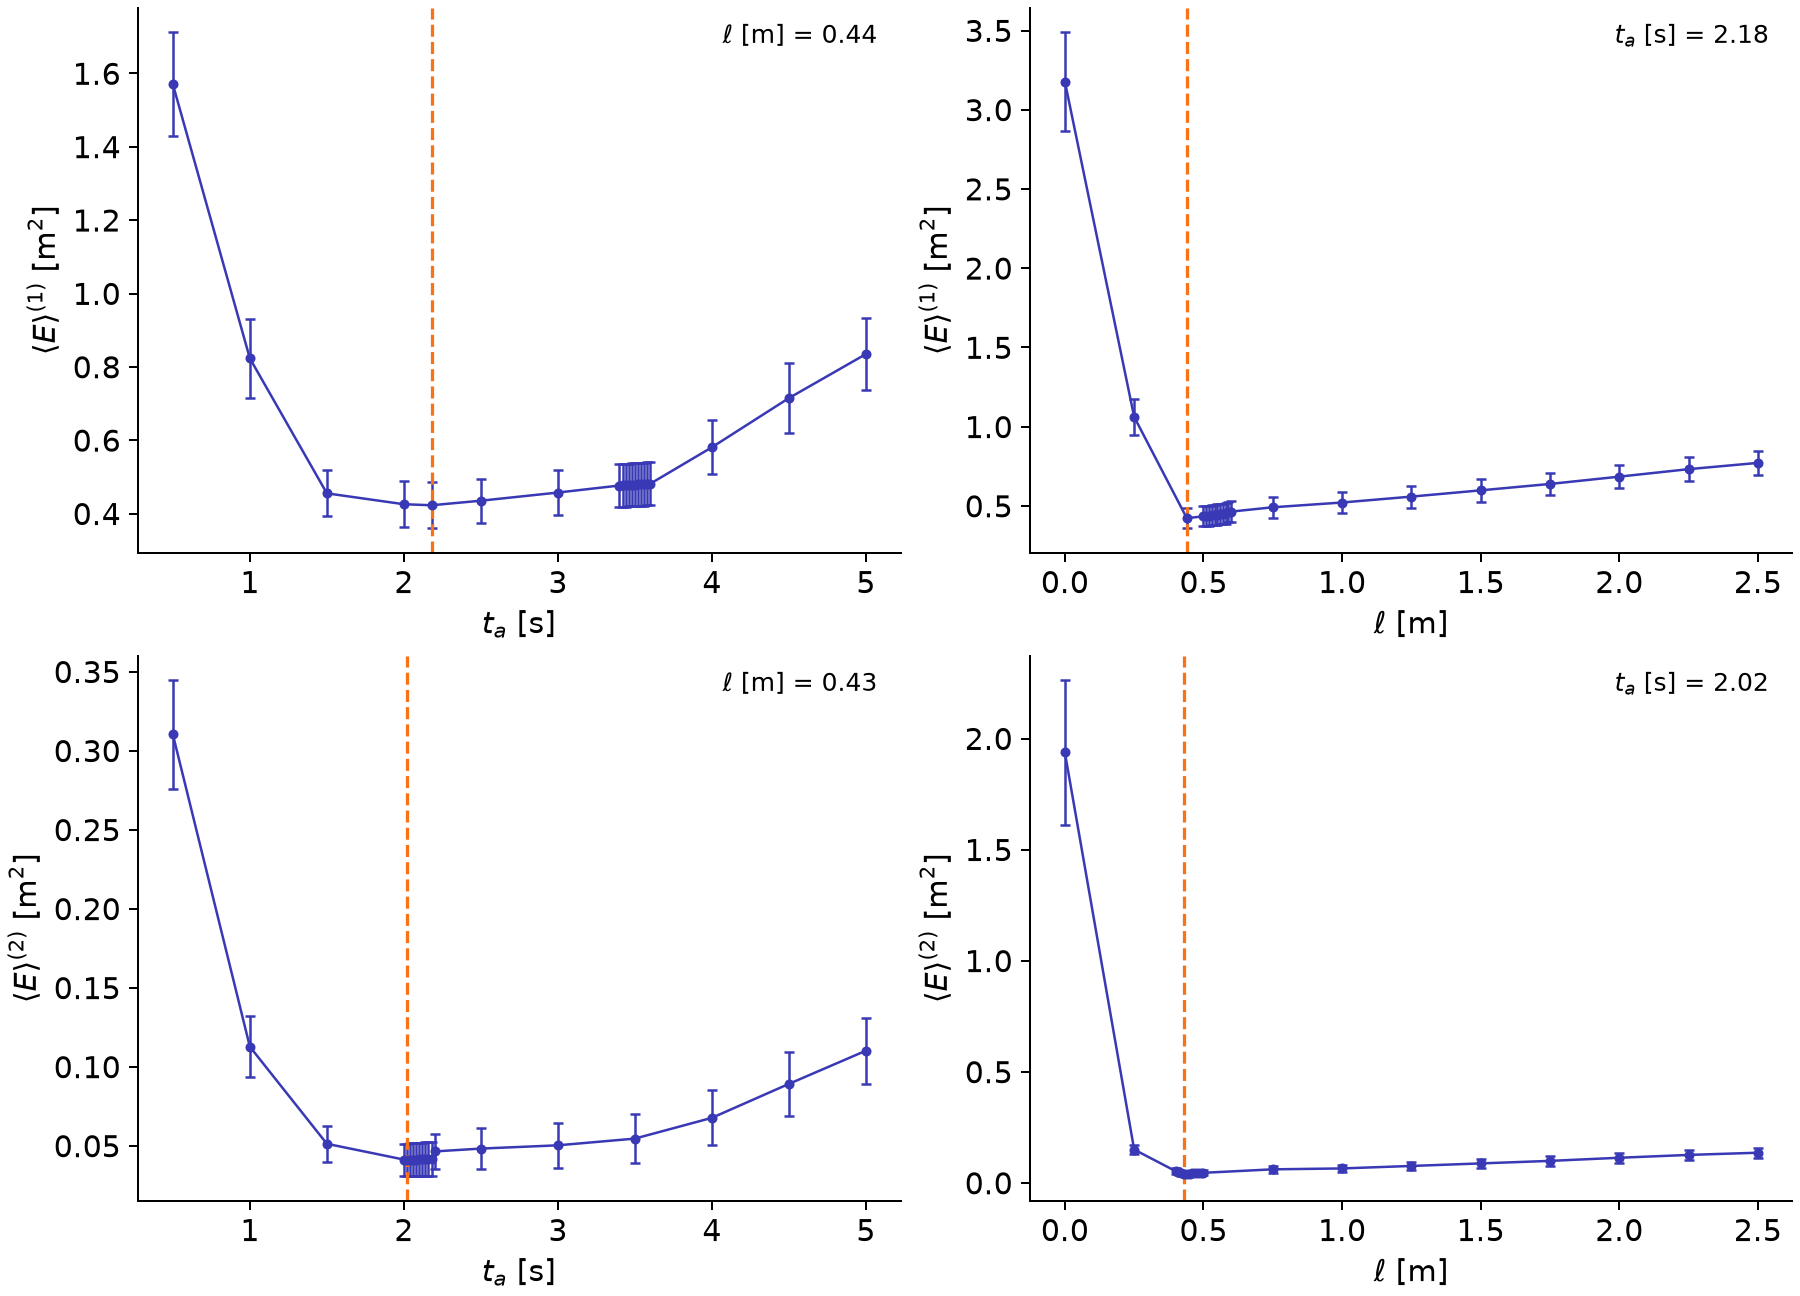 ℓ [m] = 0.44
1.6
1.4
1.2
1.0
0.8
0.6
0.4
⟨E⟩⁽¹⁾ [m²]
1 2 3 4 5
tₐ [s]
tₐ [s] = 2.18
3.5
3.0
2.5
2.0
1.5
1.0
0.5
⟨E⟩⁽¹⁾ [m²]
0.0 0.5 1.0 1.5 2.0 2.5
ℓ [m]
ℓ [m] = 0.43
0.35
0.30
0.25
0.20
0.15
0.10
0.05
⟨E⟩⁽²⁾ [m²]
1 2 3 4 5
tₐ [s]
tₐ [s] = 2.02
2.0
1.5
1.0
0.5
0.0
⟨E⟩⁽²⁾ [m²]
0.0 0.5 1.0 1.5 2.0 2.5
ℓ [m]